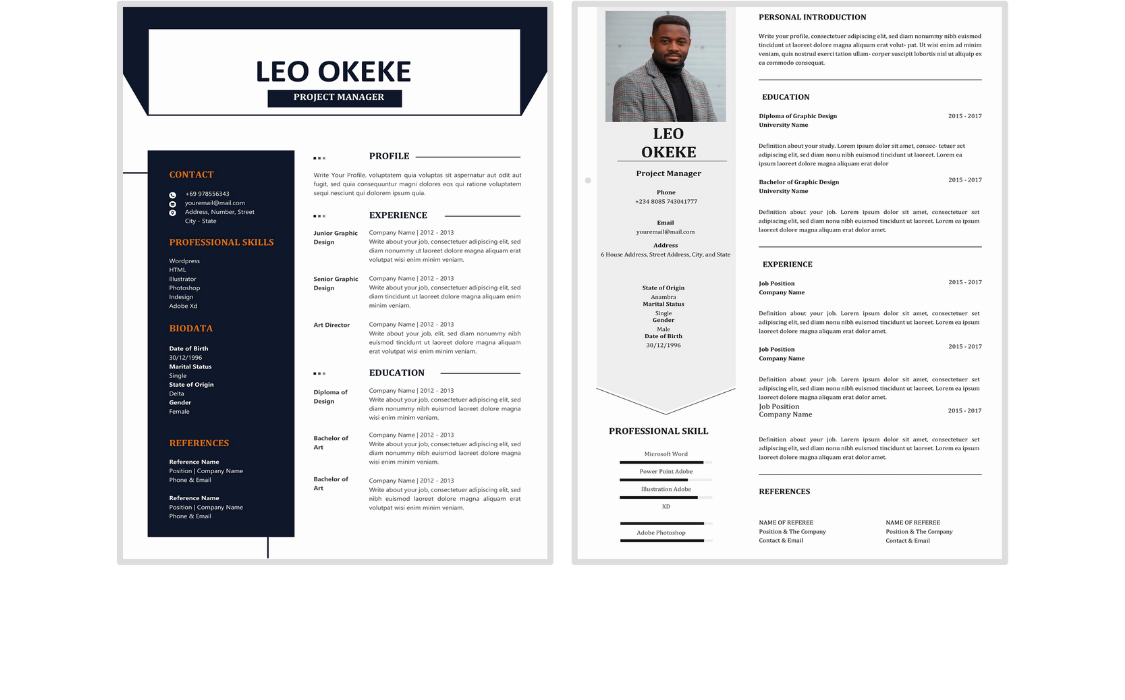 LEO OKEKE
PROJECT MANAGER
CONTACT
+69 978556343
youremail@mail.com
Address, Number, Street
City - State
PROFESSIONAL SKILLS
Wordpress
HTML
Illustrator
Photoshop
Indesign
Adobe Xd
BIODATA
Date of Birth
30/12/1996
Marital Status
Single
State of Origin
Delta
Gender
Female
REFERENCES
Reference Name
Position | Company Name
Phone & Email
Reference Name
Position | Company Name
Phone & Email
PROFILE
Write Your Profile, voluptatem quia voluptas sit aspernatur aut odit aut
fugit, sed quia consequuntur magni dolores eos qui ratione voluptatem
sequi nesciunt qui dolorem ipsum quia.
EXPERIENCE
Junior Graphic
Design
Company Name | 2012 - 2013
Write about your job, consectetuer adipiscing elit, sed
diam nonummy ut laoreet dolore magna aliquam erat
volutpat wisi enim minim veniam.
Senior Graphic
Design
Company Name | 2012 - 2013
Write about your job, consectetuer adipiscing elit, sed
diam tincidunt ut laoreet dolore magna aliquam enim
minim veniam.
Art Director
Company Name | 2012 - 2013
Write about your job, elit, sed diam nonummy nibh
euismod tincidunt ut laoreet dolore magna aliquam
erat volutpat wisi enim minim veniam.
EDUCATION
Diploma of
Design
Company Name | 2012 - 2013
Write about your job, consectetuer adipiscing elit, sed
diam nonummy nibh euismod laoreet dolore magna
wisi enim minim veniam.
Bachelor of
Art
Company Name | 2012 - 2013
Write about your job, consectetuer adipiscing elit, sed
diam nonummy nibh euismod laoreet dolore magna
volutpat wisi enim minim veniam.
Bachelor of
Art
Company Name | 2012 - 2013
Write about your job, consectetuer adipiscing elit, sed
nibh euismod laoreet dolore magna aliquam erat
volutpat wisi enim minim veniam.
LEO
OKEKE
Project Manager
Phone
+234 8085 743041777
Email
youremail@mail.com
Address
6 House Address, Street Address, City, and State
State of Origin
Anambra
Marital Status
Single
Gender
Male
Date of Birth
30/12/1996
PROFESSIONAL SKILL
Microsoft Word
Power Point Adobe
Illustration Adobe
XD
Adobe Photoshop
PERSONAL INTRODUCTION
Write your profile, consectetuer adipiscing elit, sed diam nonummy nibh euismod
tincidunt ut laoreet dolore magna aliquam erat volut- pat. Ut wisi enim ad minim
veniam, quis nostrud exerci tation ullam- corper suscipit lobortis nisl ut aliquip ex
ea commodo consequat.
EDUCATION
Diploma of Graphic Design 2015 - 2017
University Name
Definition about your study. Lorem ipsum dolor sit amet, consec- tetuer set
adipiscing elit, sed diam nonu nibh euismod tincidunt ut laoreet. Lorem ea
ipsum laoreet dolore magna aliquam erat dolor
Bachelor of Graphic Design 2015 - 2017
University Name
Definition about your job. Lorem ipsum dolor sit amet, consectetuer
adipiscing elit, sed diam nonu nibh euismod tincidunt ut laoreet. Lorem ea ipsum
laoreet dolore magna aliquam erat dolor amet.
EXPERIENCE
Job Position 2015 - 2017
Company Name
Definition about your job. Lorem ipsum dolor sit amet, consectetuer
adipiscing elit, sed diam nonu nibh euismod tincidunt ut laoreet. Lorem ea ipsum
laoreet dolore magna aliquam erat dolor amet.
Job Position 2015 - 2017
Company Name
Definition about your job. Lorem ipsum dolor sit amet, consectetuer
adipiscing elit, sed diam nonu nibh euismod tincidunt ut laoreet. Lorem ea ipsum
laoreet dolore magna aliquam erat dolor amet.
Job Position
Company Name 2015 - 2017
Definition about your job. Lorem ipsum dolor sit amet, consectetuer
adipiscing elit, sed diam nonu nibh euismod tincidunt ut laoreet. Lorem ea ipsum
laoreet dolore magna aliquam erat dolor amet.
REFERENCES
NAME OF REFEREE
Position & The Company
Contact & Email
NAME OF REFEREE
Position & The Company
Contact & Email